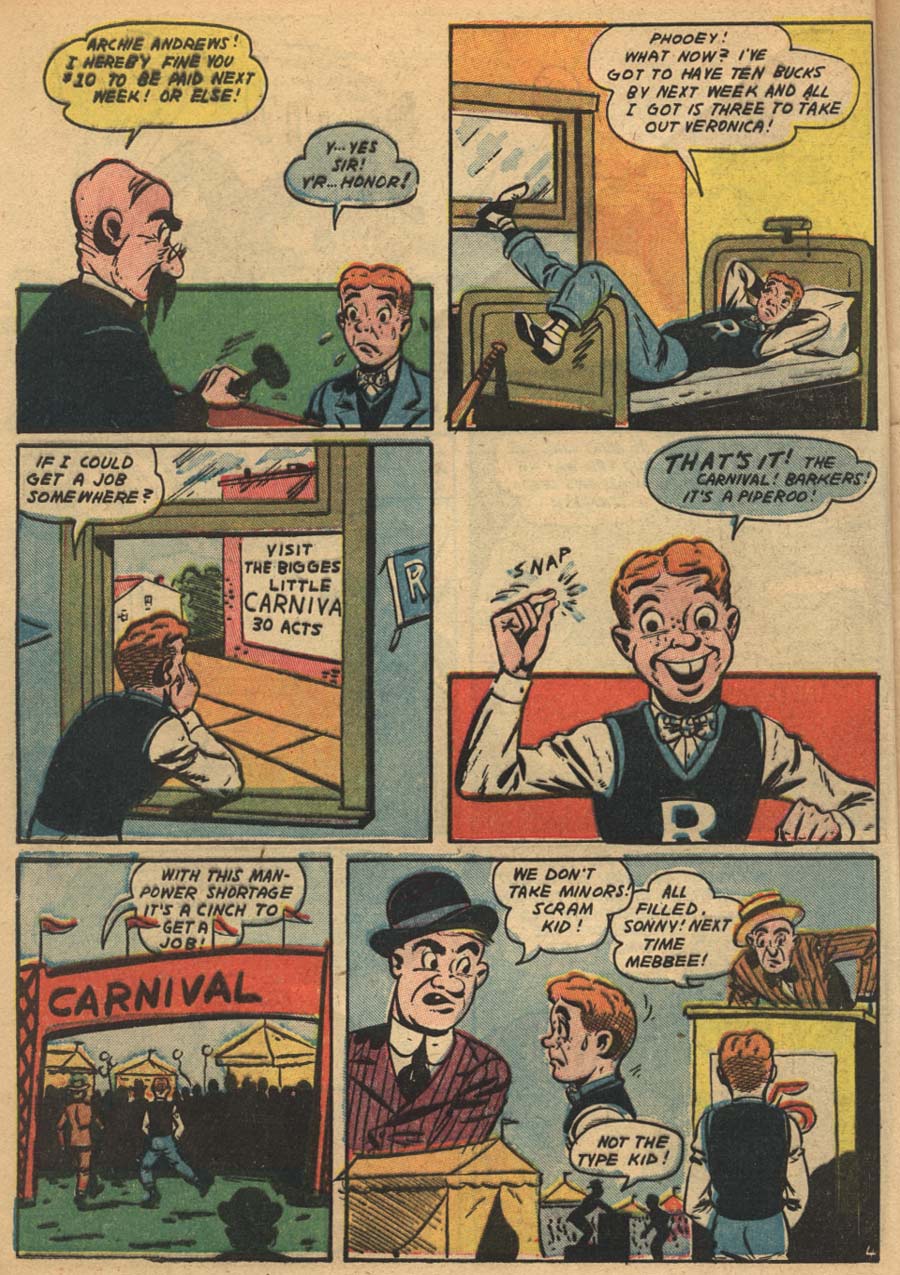 ARCHIE ANDREWS!
I HEREBY FINE YOU
$10 TO BE PAID NEXT
WEEK! OR ELSE!
Y... YES
SIR!
Y'R... HONOR!
PHOOEY!
WHAT NOW? I'VE
GOT TO HAVE TEN BUCKS
BY NEXT WEEK AND ALL
I GOT IS THREE TO TAKE
OUT VERONICA!
R
IF I COULD
GET A JOB
SOMEWHERE?
VISIT
THE BIGGES
LITTLE
CARNIVA
30 ACTS
R
THAT'S IT! THE
CARNIVAL! BARKERS!
IT'S A PIPEROO!
SNAP
R
WITH THIS MAN-
POWER SHORTAGE
IT'S A CINCH TO
GET A
JOB!
CARNIVAL
WE DON'T
TAKE MINORS!
SCRAM
KID!
ALL
FILLED,
SONNY! NEXT
TIME
MEBBEE!
NOT THE
TYPE KID!
4